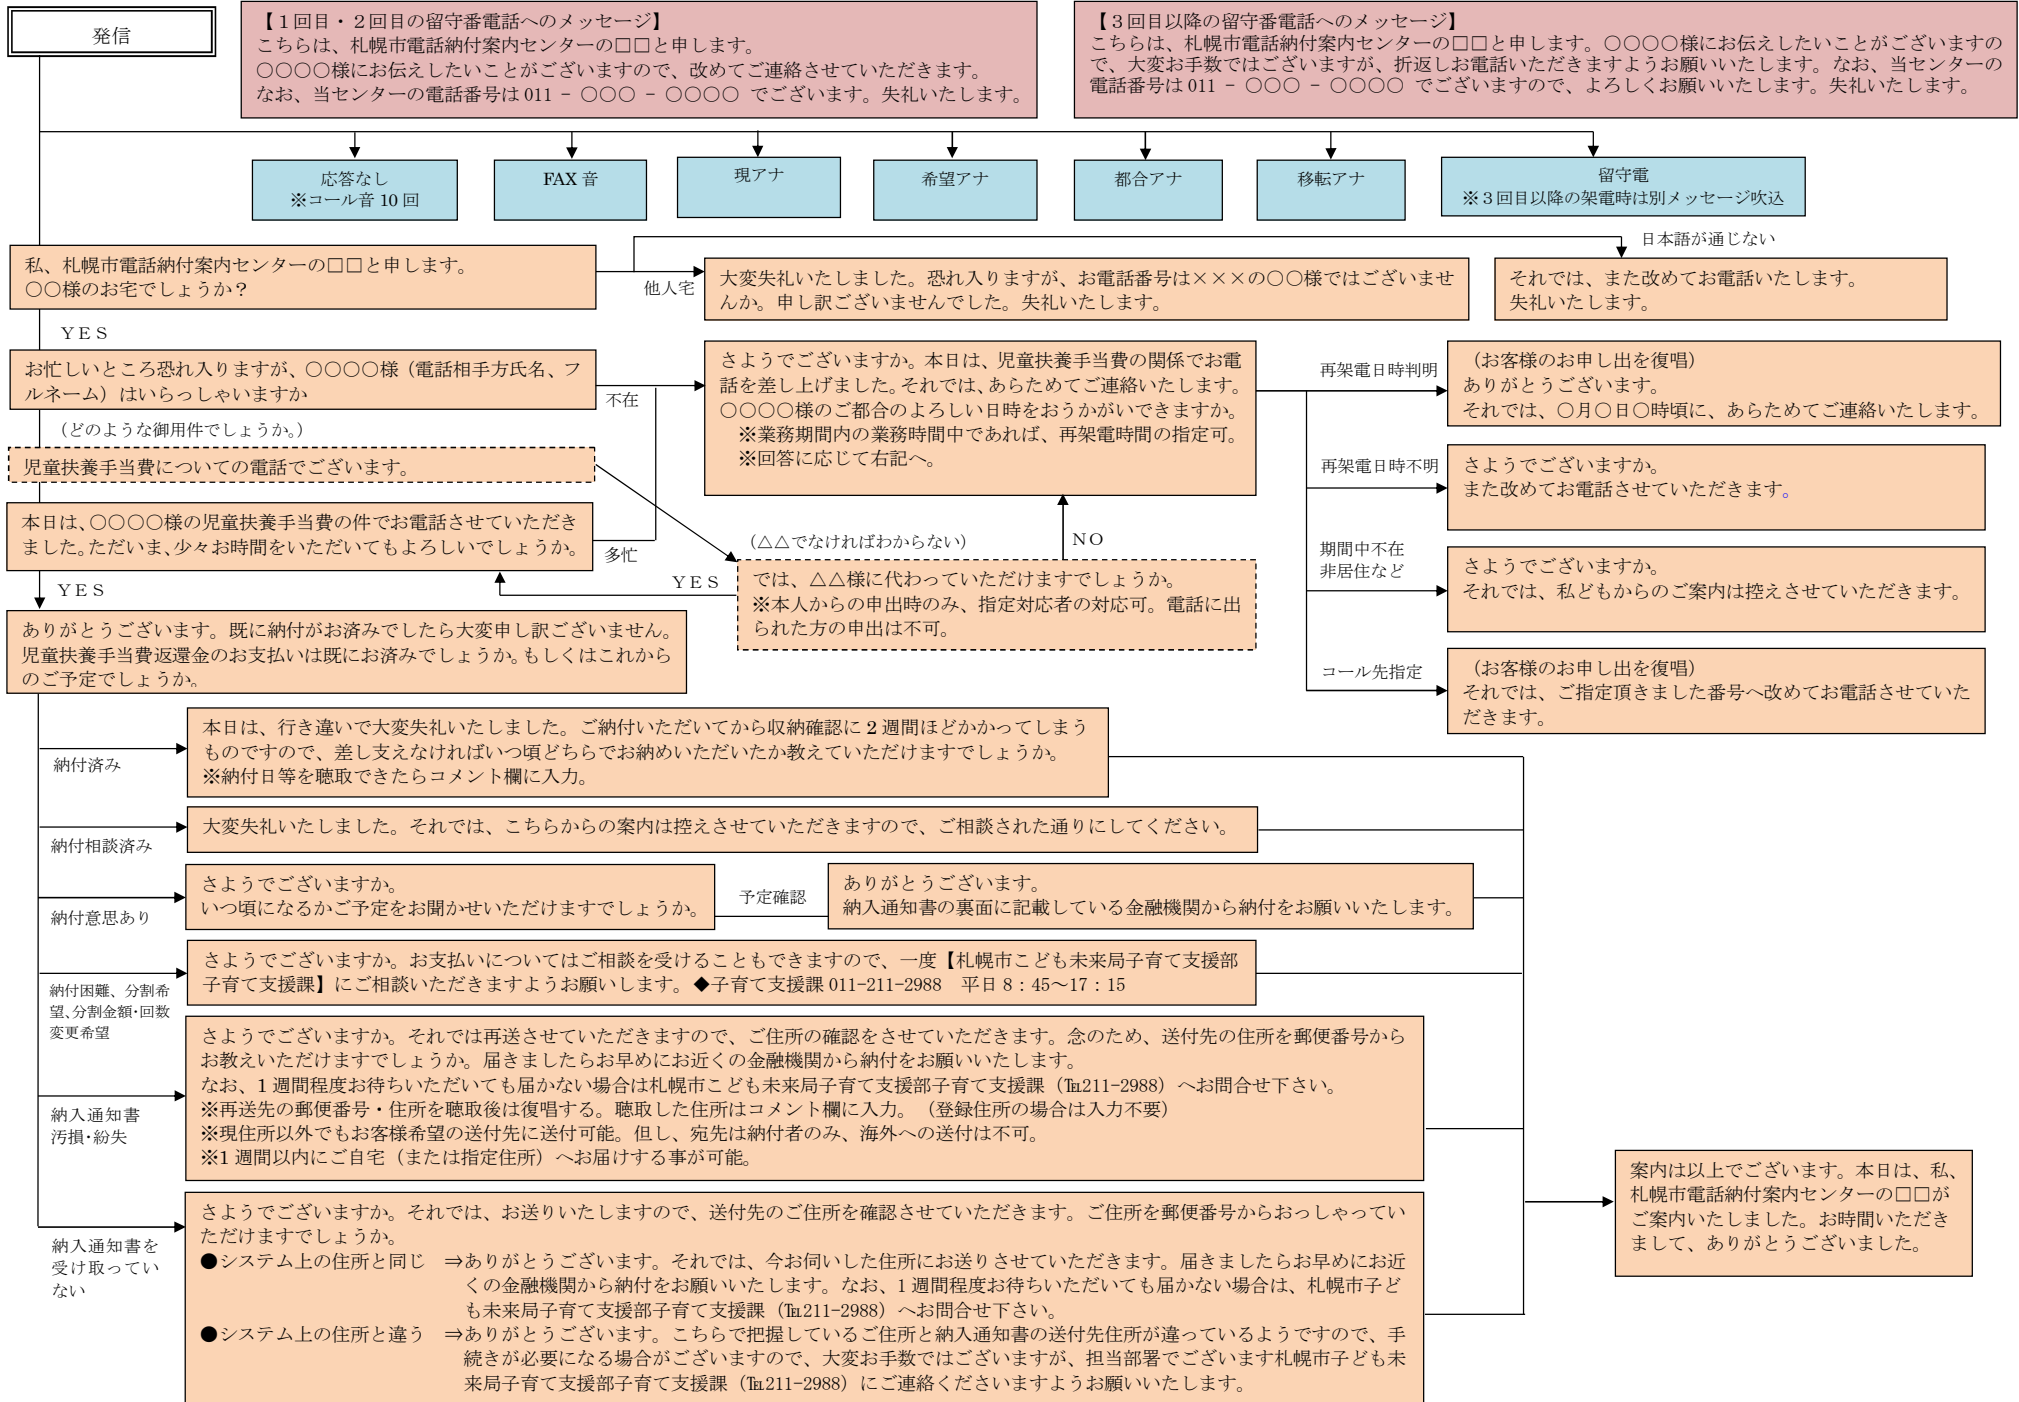 発信
【１回目・２回目の留守番電話へのメッセージ】
こちらは、札幌市電話納付案内センターの□□と申します。
○○○○様にお伝えしたいことがございますので、改めてご連絡させていただきます。
なお、当センターの電話番号は 011 － ○○○ － ○○○○ でございます。失礼いたします。
【３回目以降の留守番電話へのメッセージ】
こちらは、札幌市電話納付案内センターの□□と申します。○○○○様にお伝えしたいことがございますの
で、大変お手数ではございますが、折返しお電話いただきますようお願いいたします。なお、当センターの
電話番号は 011 － ○○○ － ○○○○ でございますので、よろしくお願いいたします。失礼いたします。
応答なし
※コール音 10 回
FAX 音
現アナ
希望アナ
都合アナ
移転アナ
留守電
※３回目以降の架電時は別メッセージ吹込
日本語が通じない
私、札幌市電話納付案内センターの□□と申します。
○○様のお宅でしょうか？
他人宅
大変失礼いたしました。恐れ入りますが、お電話番号は×××の○○様ではございませ
んか。申し訳ございませんでした。失礼いたします。
それでは、また改めてお電話いたします。
失礼いたします。
ＹＥＳ
お忙しいところ恐れ入りますが、○○○○様（電話相手方氏名、フ
ルネーム）はいらっしゃいますか
不在
さようでございますか。本日は、児童扶養手当費の関係でお電
話を差し上げました。それでは、あらためてご連絡いたします。
○○○○様のご都合のよろしい日時をおうかがいできますか。
※業務期間内の業務時間中であれば、再架電時間の指定可。
※回答に応じて右記へ。
再架電日時判明
（お客様のお申し出を復唱）
ありがとうございます。
それでは、○月○日○時頃に、あらためてご連絡いたします。
（どのような御用件でしょうか。）
児童扶養手当費についての電話でございます。
再架電日時不明
さようでございますか。
また改めてお電話させていただきます。
本日は、○○○○様の児童扶養手当費の件でお電話させていただき
ました。ただいま、少々お時間をいただいてもよろしいでしょうか。
多忙
（△△でなければわからない）
ＮＯ
ＹＥＳ
では、△△様に代わっていただけますでしょうか。
※本人からの申出時のみ、指定対応者の対応可。電話に出
られた方の申出は不可。
期間中不在
非居住など
さようでございますか。
それでは、私どもからのご案内は控えさせていただきます。
ＹＥＳ
ありがとうございます。既に納付がお済みでしたら大変申し訳ございません。
児童扶養手当費返還金のお支払いは既にお済みでしょうか。もしくはこれから
のご予定でしょうか。
コール先指定
（お客様のお申し出を復唱）
それでは、ご指定頂きました番号へ改めてお電話させていた
だきます。
納付済み
本日は、行き違いで大変失礼いたしました。ご納付いただいてから収納確認に 2 週間ほどかかってしまう
ものですので、差し支えなければいつ頃どちらでお納めいただいたか教えていただけますでしょうか。
※納付日等を聴取できたらコメント欄に入力。
納付相談済み
大変失礼いたしました。それでは、こちらからの案内は控えさせていただきますので、ご相談された通りにしてください。
納付意思あり
さようでございますか。
いつ頃になるかご予定をお聞かせいただけますでしょうか。
予定確認
ありがとうございます。
納入通知書の裏面に記載している金融機関から納付をお願いいたします。
納付困難、分割希
望、分割金額・回数
変更希望
さようでございますか。お支払いについてはご相談を受けることもできますので、一度【札幌市こども未来局子育て支援部
子育て支援課】にご相談いただきますようお願いします。◆子育て支援課 011-211-2988　平日 8：45～17：15
納入通知書
汚損・紛失
さようでございますか。それでは再送させていただきますので、ご住所の確認をさせていただきます。念のため、送付先の住所を郵便番号から
お教えいただけますでしょうか。届きましたらお早めにお近くの金融機関から納付をお願いいたします。
なお、1 週間程度お待ちいただいても届かない場合は札幌市こども未来局子育て支援部子育て支援課（℡211-2988）へお問合せ下さい。
※再送先の郵便番号・住所を聴取後は復唱する。聴取した住所はコメント欄に入力。（登録住所の場合は入力不要）
※現住所以外でもお客様希望の送付先に送付可能。但し、宛先は納付者のみ、海外への送付は不可。
※1 週間以内にご自宅（または指定住所）へお届けする事が可能。
納入通知書を
受け取ってい
ない
さようでございますか。それでは、お送りいたしますので、送付先のご住所を確認させていただきます。ご住所を郵便番号からおっしゃってい
ただけますでしょうか。
●システム上の住所と同じ　⇒ありがとうございます。それでは、今お伺いした住所にお送りさせていただきます。届きましたらお早めにお近
くの金融機関から納付をお願いいたします。なお、1 週間程度お待ちいただいても届かない場合は、札幌市子ど
も未来局子育て支援部子育て支援課（℡211-2988）へお問合せ下さい。
●システム上の住所と違う　⇒ありがとうございます。こちらで把握しているご住所と納入通知書の送付先住所が違っているようですので、手
続きが必要になる場合がございますので、大変お手数ではございますが、担当部署でございます札幌市子ども未
来局子育て支援部子育て支援課（℡211-2988）にご連絡くださいますようお願いいたします。
案内は以上でございます。本日は、私、
札幌市電話納付案内センターの□□が
ご案内いたしました。お時間いただき
まして、ありがとうございました。